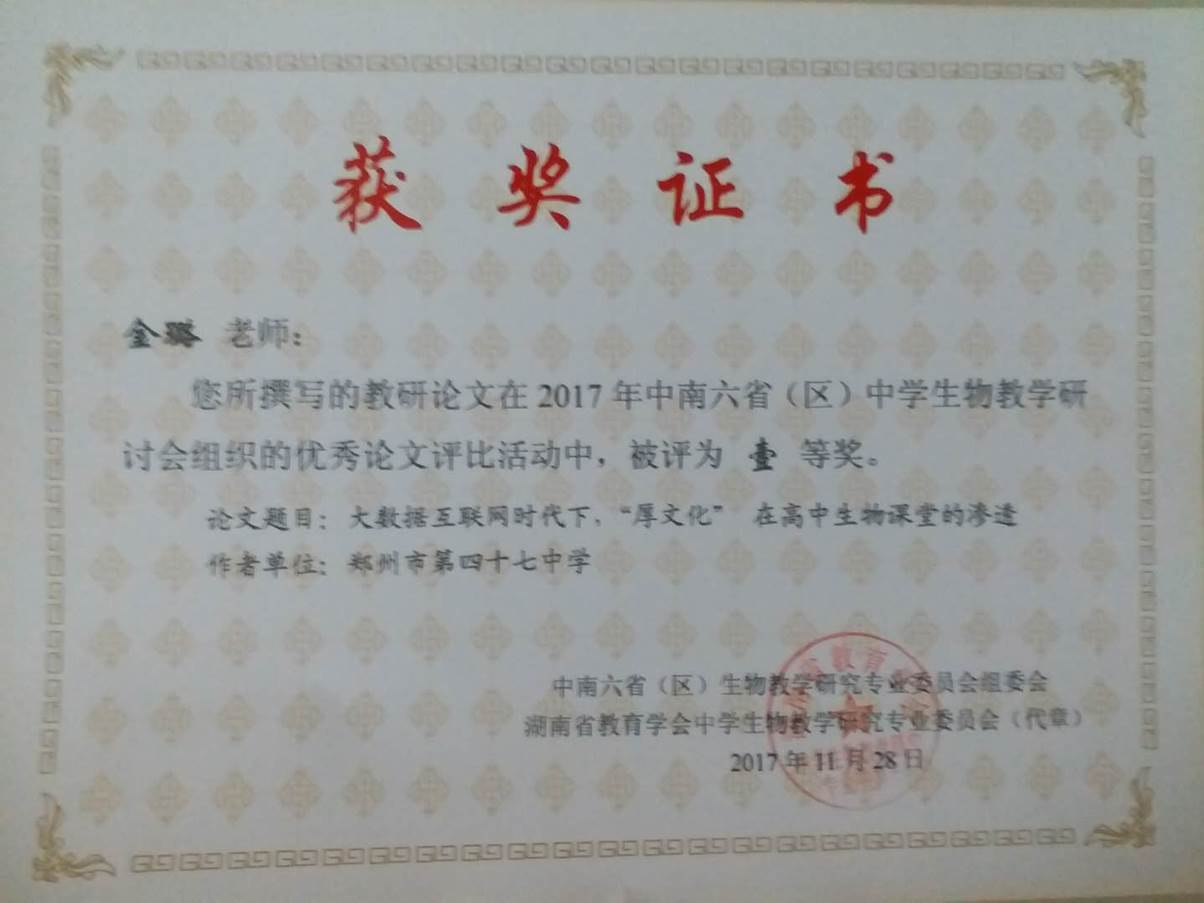 获奖证书
金璐 老师：
您所撰写的教研论文在2017年中南六省（区）中学生物教学研
讨会组织的优秀论文评比活动中，被评为 壹 等奖。
论文题目：大数据互联网时代下，“厚文化” 在高中生物课堂的渗透
作者单位：郑州市第四十七中学
中南六省（区）生物教学研究专业委员会组委会
湖南省教育学会中学生物教学研究专业委员会（代章）
2017年11月28日